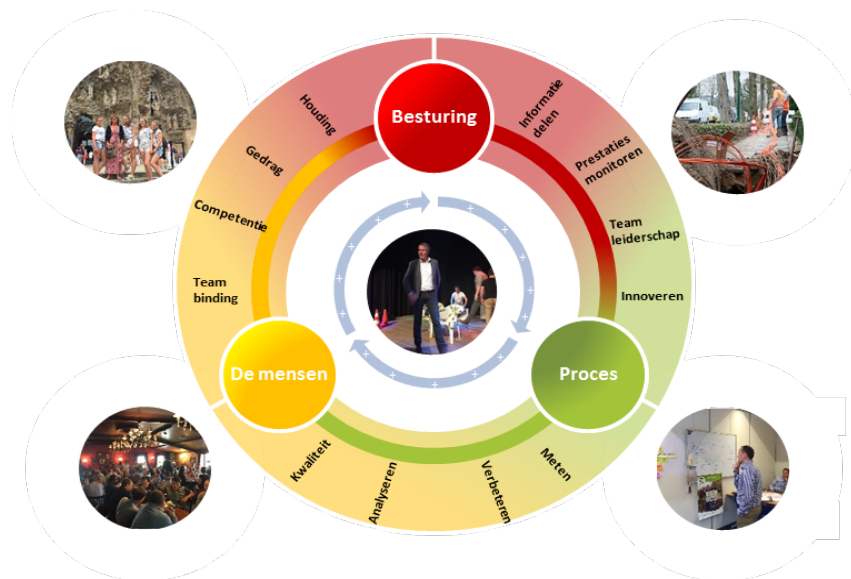 Besturing
Informatie
delen
Prestaties
monitoren
Team
leiderschap
Innoveren
Proces
Meten
Verbeteren
Analyseren
Kwaliteit
De mensen
Team
binding
Competentie
Gedrag
Houding